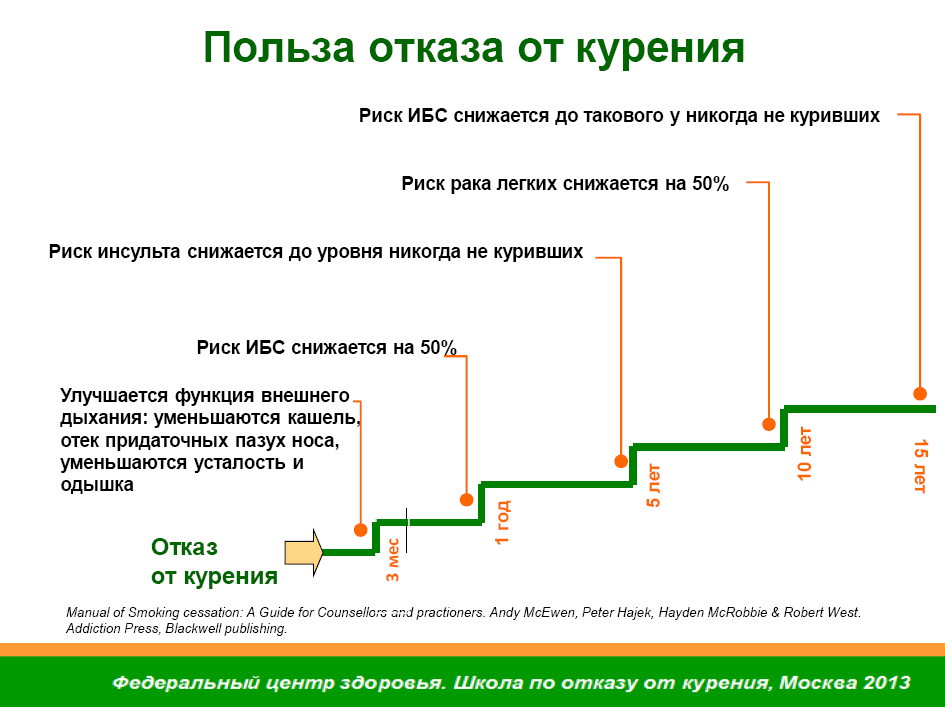 Польза отказа от курения
Риск ИБС снижается до такового у никогда не куривших
Риск рака легких снижается на 50%
Риск инсульта снижается до уровня никогда не куривших
Риск ИБС снижается на 50%
Улучшается функция внешнего
дыхания: уменьшаются кашель,
отек придаточных пазух носа,
уменьшаются усталость и
одышка
Отказ
от курения
3 мес
1 год
5 лет
10 лет
15 лет
Manual of Smoking cessation: A Guide for Counsellors and practioners. Andy McEwen, Peter Hajek, Hayden McRobbie & Robert West.
Addiction Press, Blackwell publishing.
Федеральный центр здоровья. Школа по отказу от курения, Москва 2013